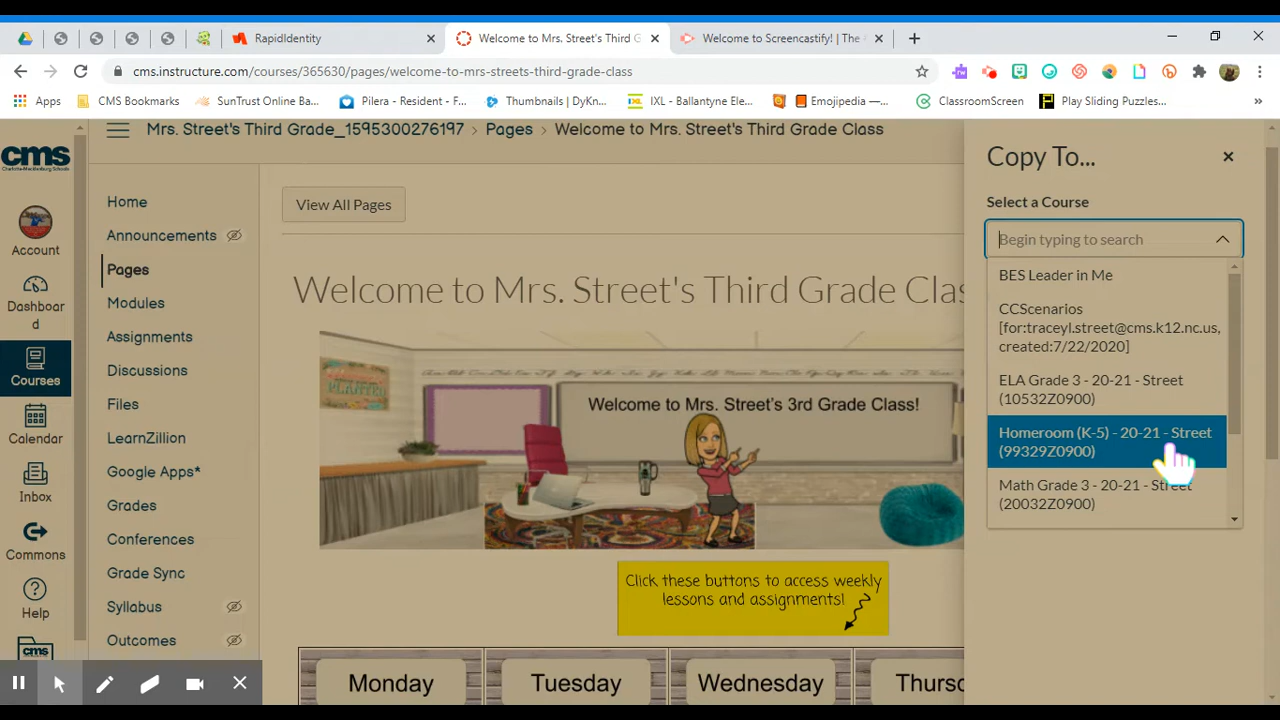 RapidIdentity
Welcome to Mrs. Street's Third G
Welcome to Screencastify! | The
cms.instructure.com/courses/365630/pages/welcome-to-mrs-streets-third-grade-class
Apps
CMS Bookmarks
SunTrust Online Ba...
Pilera - Resident - F...
Thumbnails | DyKn...
IXL - Ballantyne Ele...
Emojipedia —...
ClassroomScreen
Play Sliding Puzzles...
»
cms
Charlotte-Mecklenburg Schools
Account
Dashboar
d
Courses
Calendar
Inbox
Commons
Help
Mrs. Street's Third Grade_1595300276197 › Pages › Welcome to Mrs. Street's Third Grade Class
Home
Announcements
Pages
Modules
Assignments
Discussions
Files
LearnZillion
Google Apps*
Grades
Conferences
Grade Sync
Syllabus
Outcomes
View All Pages
Welcome to Mrs. Street's Third Grade Clas
Welcome to Mrs. Street's 3rd Grade Class!
Click these buttons to access weekly
lessons and assignments!
Monday
Tuesday
Wednesday
Thursd
Copy To...
Select a Course
Begin typing to search
BES Leader in Me
CCScenarios
[for:traceyl.street@cms.k12.nc.us,
created:7/22/2020]
ELA Grade 3 - 20-21 - Street
(10532Z0900)
Homeroom (K-5) - 20-21 - Street
(99329Z0900)
Math Grade 3 - 20-21 - Street
(20032Z0900)